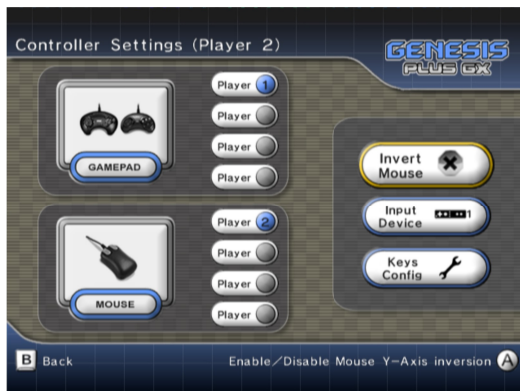 Controller Settings (Player 2)
GENESIS
PLUS GX
Player 1
Player
Player
Player
GAMEPAD
Player 2
Player
Player
Player
MOUSE
Invert
Mouse
Input
Device
1
Keys
Config
B Back
Enable/Disable Mouse Y-Axis inversion A